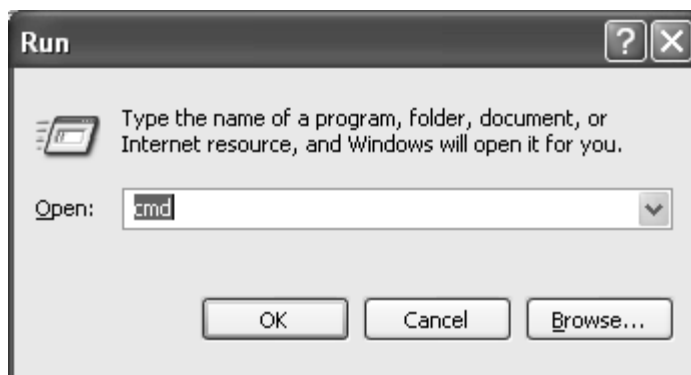 Run
Type the name of a program, folder, document, or
Internet resource, and Windows will open it for you.
Open: cmd
OK Cancel Browse...